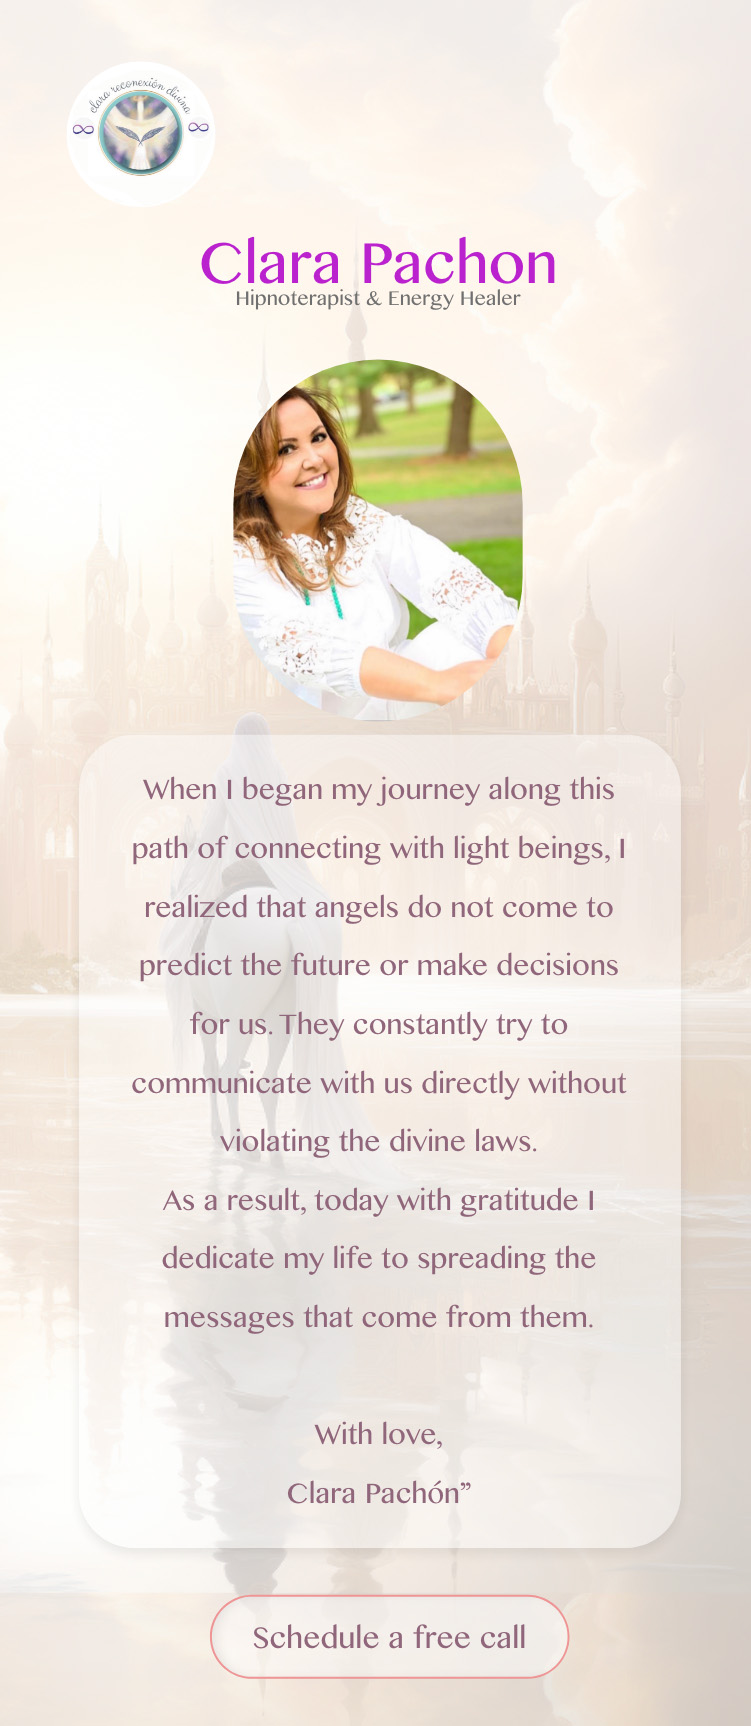 clara reconexión divina
Clara Pachon
Hipnoterapist & Energy Healer
When I began my journey along this
path of connecting with light beings, I
realized that angels do not come to
predict the future or make decisions
for us. They constantly try to
communicate with us directly without
violating the divine laws.
As a result, today with gratitude I
dedicate my life to spreading the
messages that come from them.
With love,
Clara Pachón”
Schedule a free call